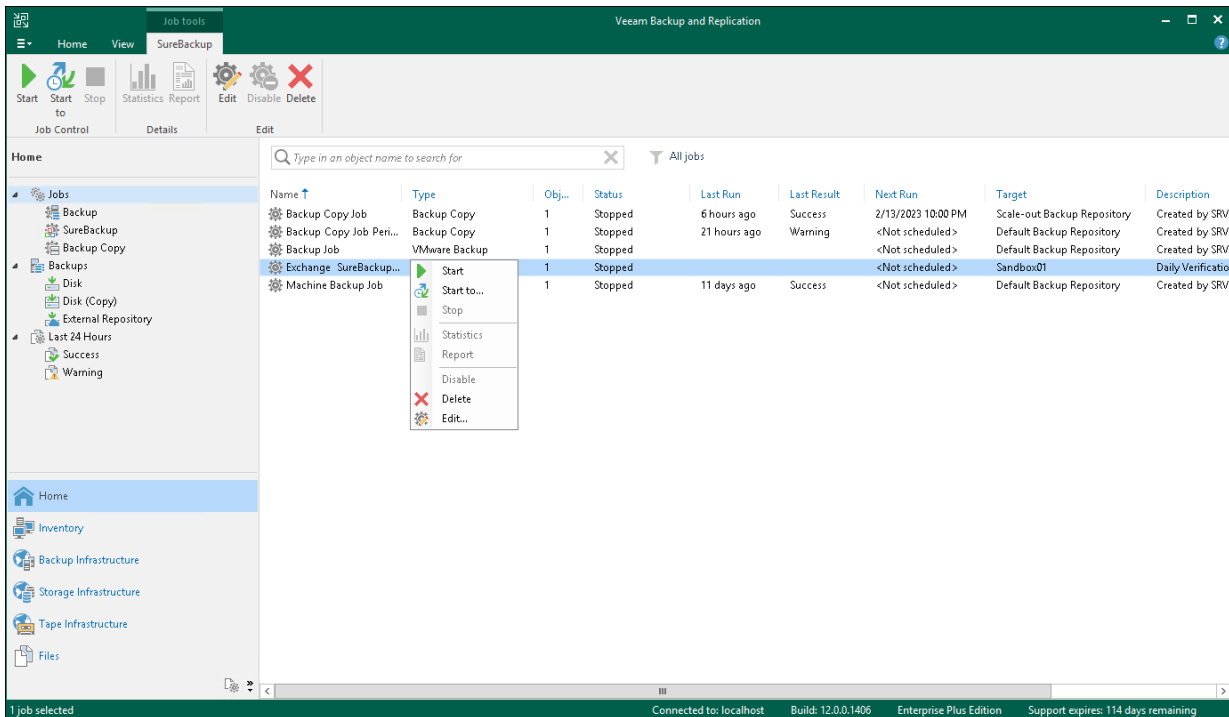 Job tools
Veeam Backup and Replication
Home View SureBackup
?
Start Start to Stop Statistics Report Edit Disable Delete
Job Control Details Edit
Home
Type in an object name to search for
All jobs
Jobs
Backup
SureBackup
Backup Copy
Backups
Disk
Disk (Copy)
External Repository
Last 24 Hours
Success
Warning
Name Type Obj... Status Last Run Last Result Next Run Target Description
Backup Copy Job Backup Copy 1 Stopped 6 hours ago Success 2/13/2023 10:00 PM Scale-out Backup Repository Created by SRV
Backup Copy Job Peri... Backup Copy 1 Stopped 21 hours ago Warning <Not scheduled> Default Backup Repository Created by SRV
Backup Job VMware Backup 1 Stopped <Not scheduled> Default Backup Repository Created by SRV
Exchange SureBackup... 1 Stopped <Not scheduled> Sandbox01 Daily Verificatio
Machine Backup Job 1 Stopped 11 days ago Success <Not scheduled> Default Backup Repository Created by SRV
Start
Start to...
Stop
Statistics
Report
Disable
Delete
Edit...
Home
Inventory
Backup Infrastructure
Storage Infrastructure
Tape Infrastructure
Files
1 job selected
Connected to: localhost Build: 12.0.0.1406 Enterprise Plus Edition Support expires: 114 days remaining